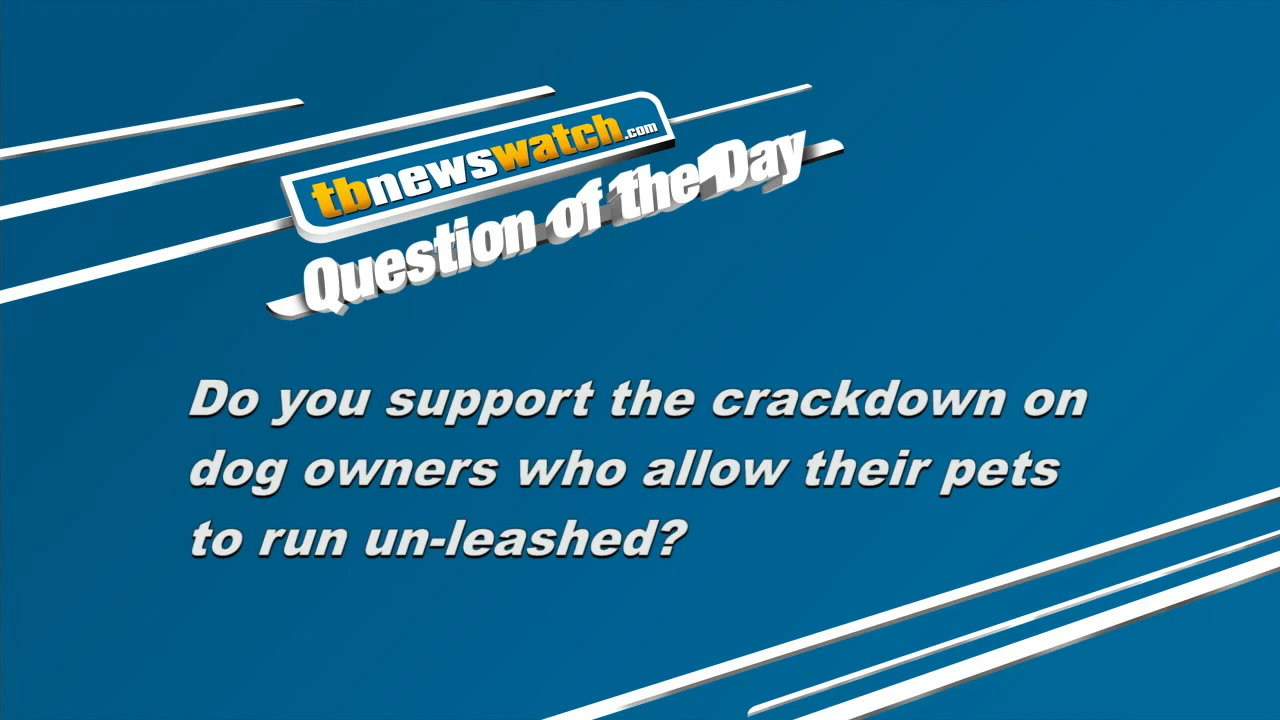 tbnewswatch.com
Question of the Day
Do you support the crackdown on
dog owners who allow their pets
to run un-leashed?